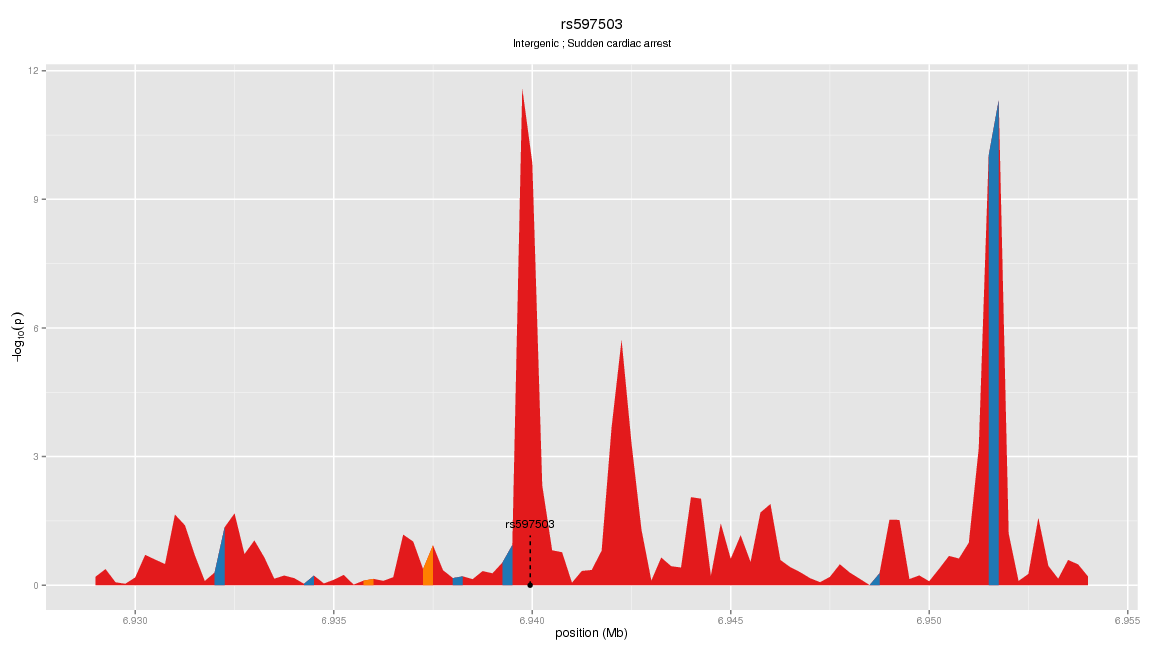 rs597503
Intergenic ; Sudden cardiac arrest
12
9
6
3
0
−log₁₀(p)
rs597503
6.930 6.935 6.940 6.945 6.950 6.955
position (Mb)